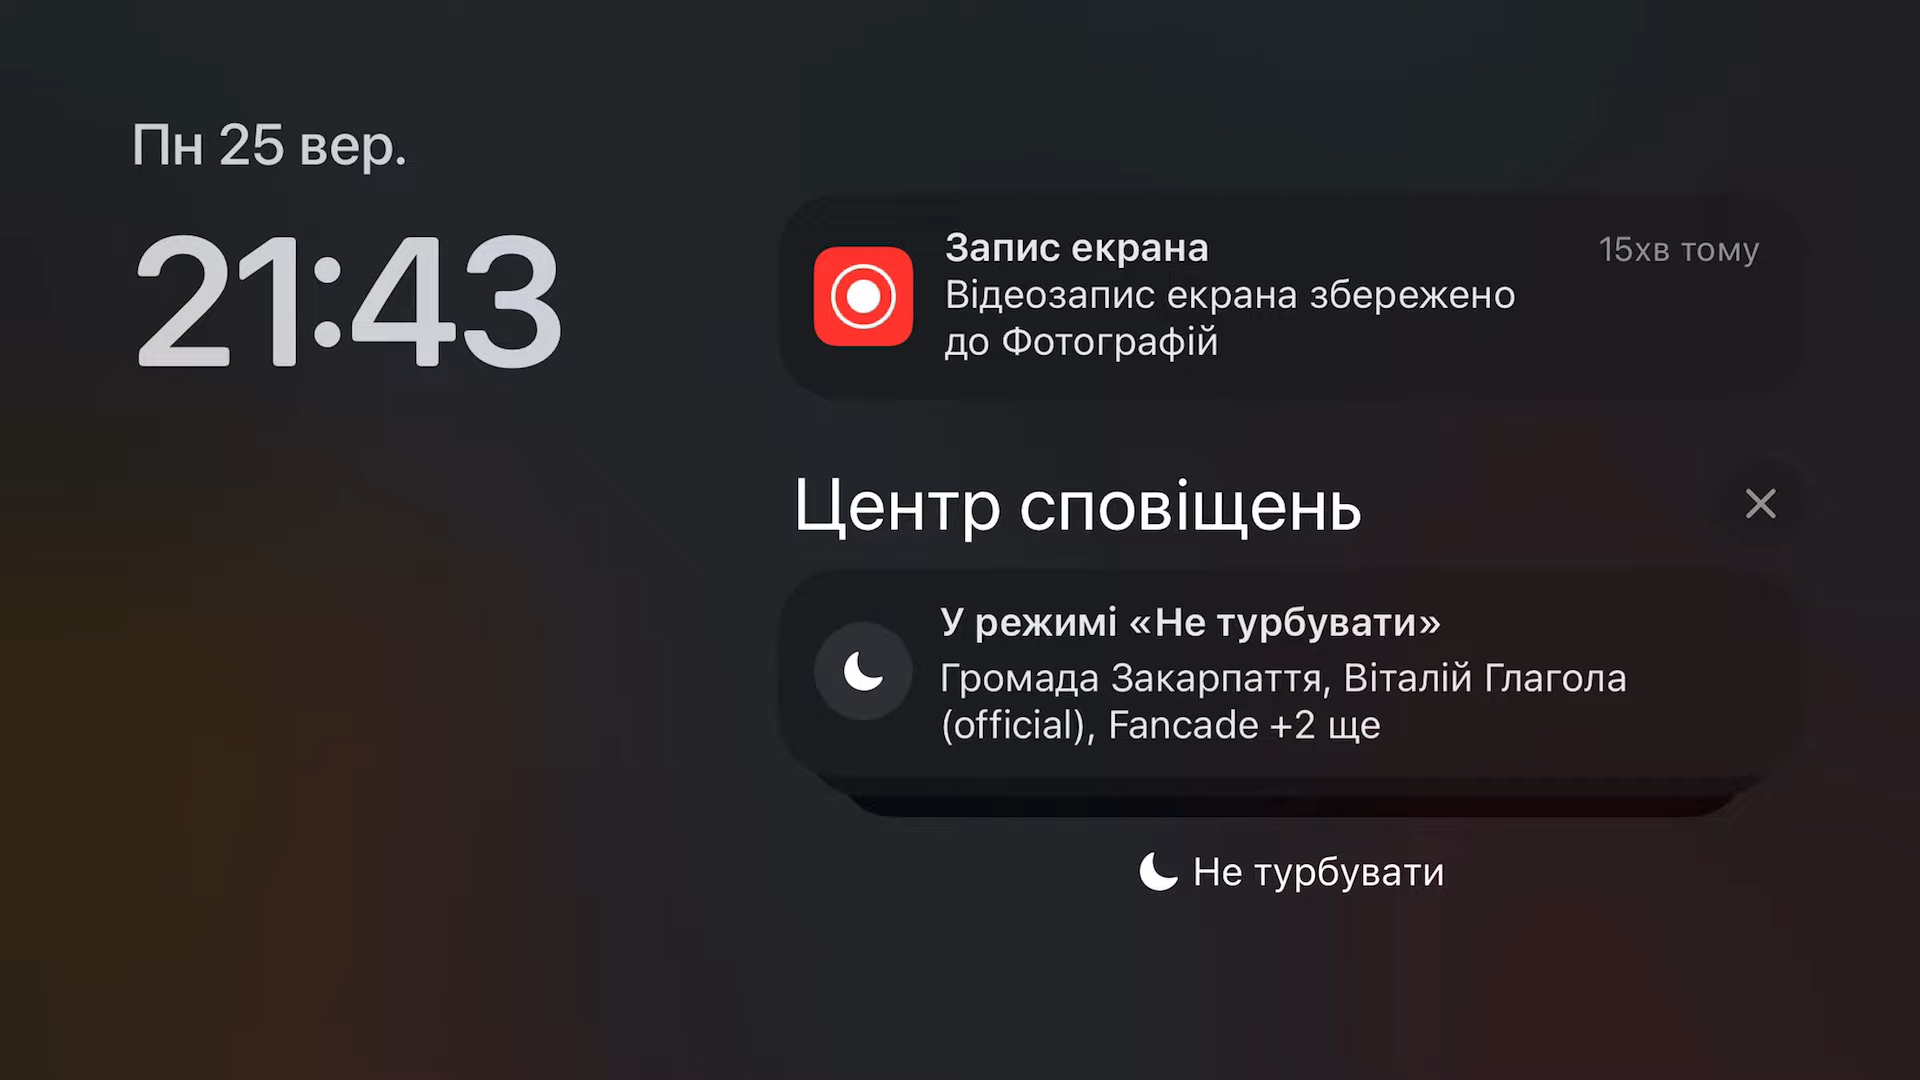 Пн 25 вер.
21:43
Запис екрана
15хв тому
Відеозапис екрана збережено
до Фотографій
Центр сповіщень
У режимі «Не турбувати»
Громада Закарпаття, Віталій Глагола
(official), Fancade +2 ще
Не турбувати